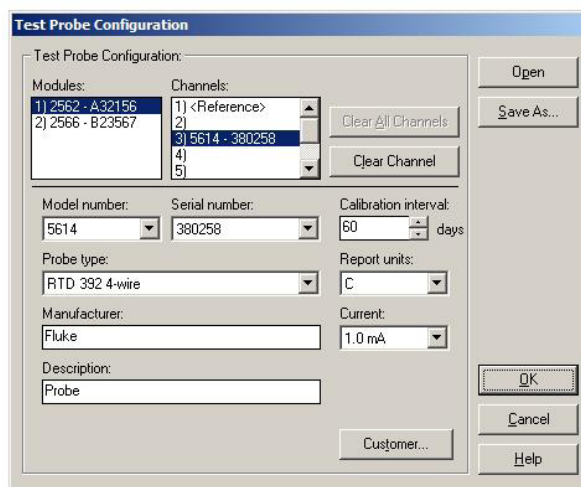 Test Probe Configuration
Test Probe Configuration:
Modules:
1) 2562 - A32156
2) 2566 - B23567
Channels:
1) <Reference>
2)
3) 5614 - 380258
4)
5)
Clear All Channels
Clear Channel
Open
Save As...
Model number:
5614
Serial number:
380258
Calibration interval:
60 days
Probe type:
RTD 392 4-wire
Report units:
C
Manufacturer:
Fluke
Current:
1.0 mA
Description:
Probe
Customer...
OK
Cancel
Help